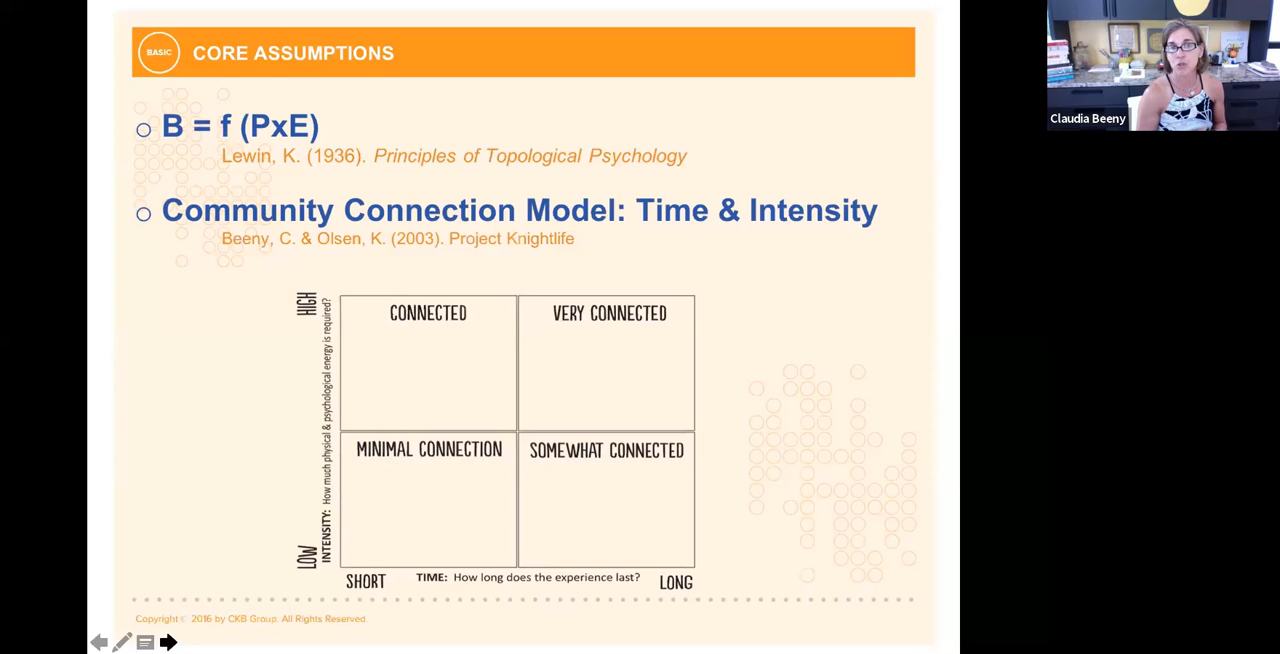 BASIC
CORE ASSUMPTIONS
B = f (PxE)
Lewin, K. (1936). Principles of Topological Psychology
Community Connection Model: Time & Intensity
Beeny, C. & Olsen, K. (2003). Project Knightlife
HIGH
LOW
INTENSITY: How much physical & psychological energy is required?
CONNECTED
VERY CONNECTED
MINIMAL CONNECTION
SOMEWHAT CONNECTED
SHORT
TIME: How long does the experience last?
LONG
Copyright © 2016 by CKB Group. All Rights Reserved.
Claudia Beeny